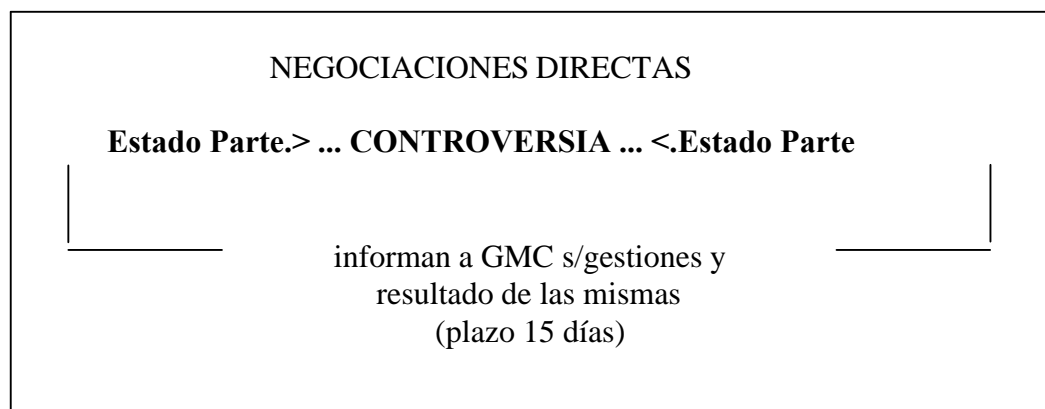 NEGOCIACIONES DIRECTAS
Estado Parte.> ... CONTROVERSIA ... <.Estado Parte
informan a GMC s/gestiones y
resultado de las mismas
(plazo 15 días)